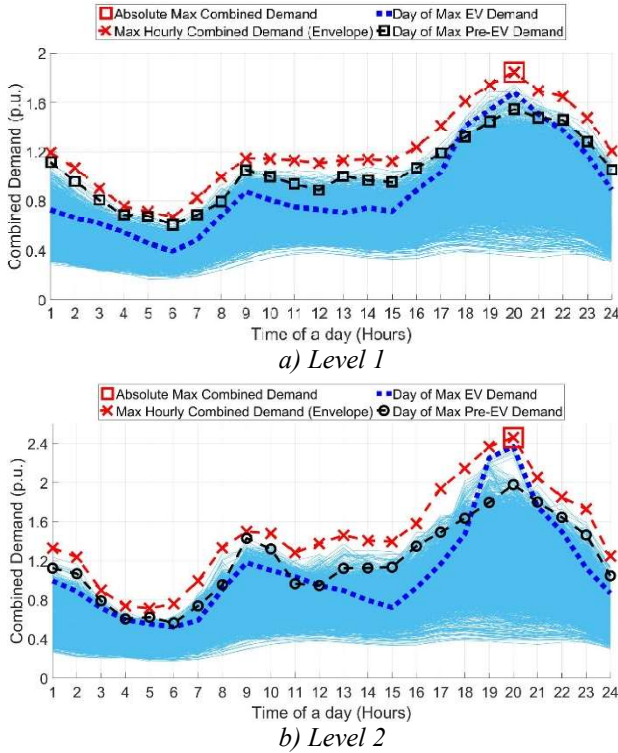 Absolute Max Combined Demand
Day of Max EV Demand
Max Hourly Combined Demand (Envelope)
Day of Max Pre-EV Demand
Combined Demand (p.u.)
2
1.6
1.2
0.8
0.4
0
1 2 3 4 5 6 7 8 9 10 11 12 13 14 15 16 17 18 19 20 21 22 23 24
Time of a day (Hours)
a) Level 1
Absolute Max Combined Demand
Day of Max EV Demand
Max Hourly Combined Demand (Envelope)
Day of Max Pre-EV Demand
Combined Demand (p.u.)
2.4
2
1.6
1.2
0.8
0.4
0
1 2 3 4 5 6 7 8 9 10 11 12 13 14 15 16 17 18 19 20 21 22 23 24
Time of a day (Hours)
b) Level 2